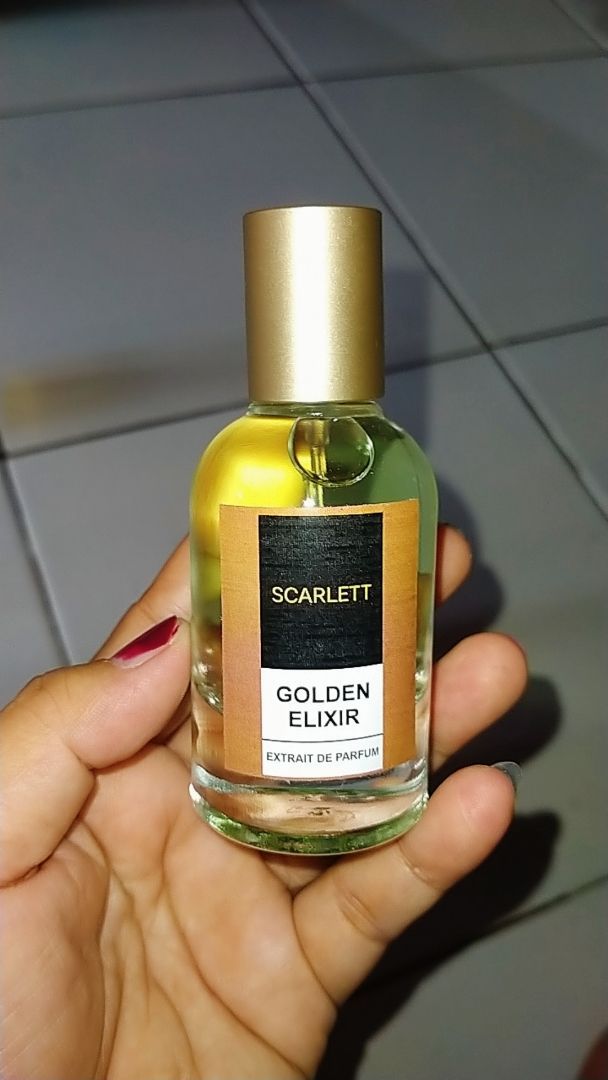 SCARLETT
GOLDEN
ELIXIR
EXTRAIT DE PARFUM